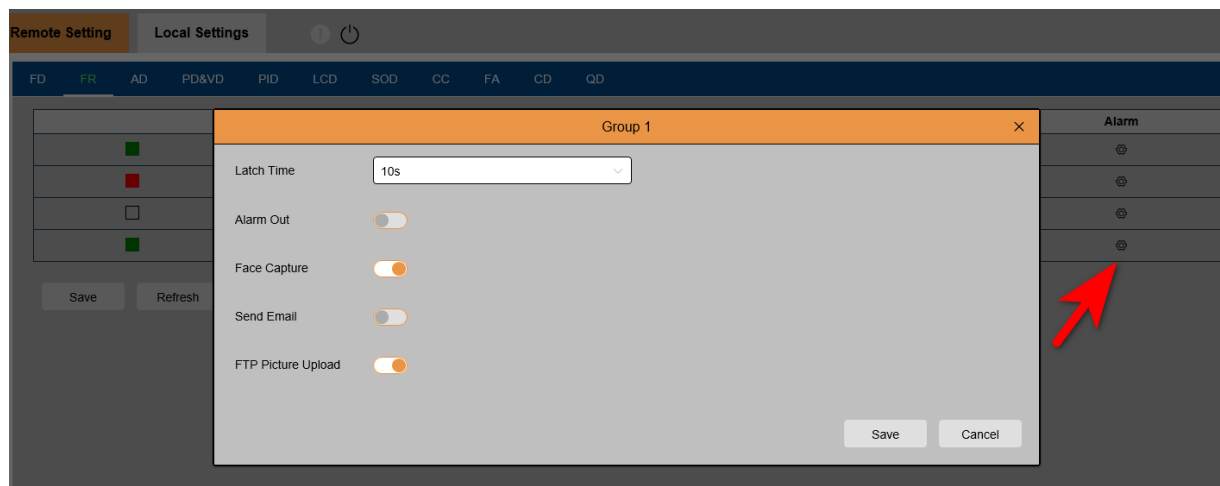 Remote Setting Local Settings
FD FR AD PD&VD PID LCD SOD CC FA CD QD
Group 1
Alarm
Latch Time 10s
Alarm Out
Face Capture
Send Email
FTP Picture Upload
Save Refresh
Save Cancel